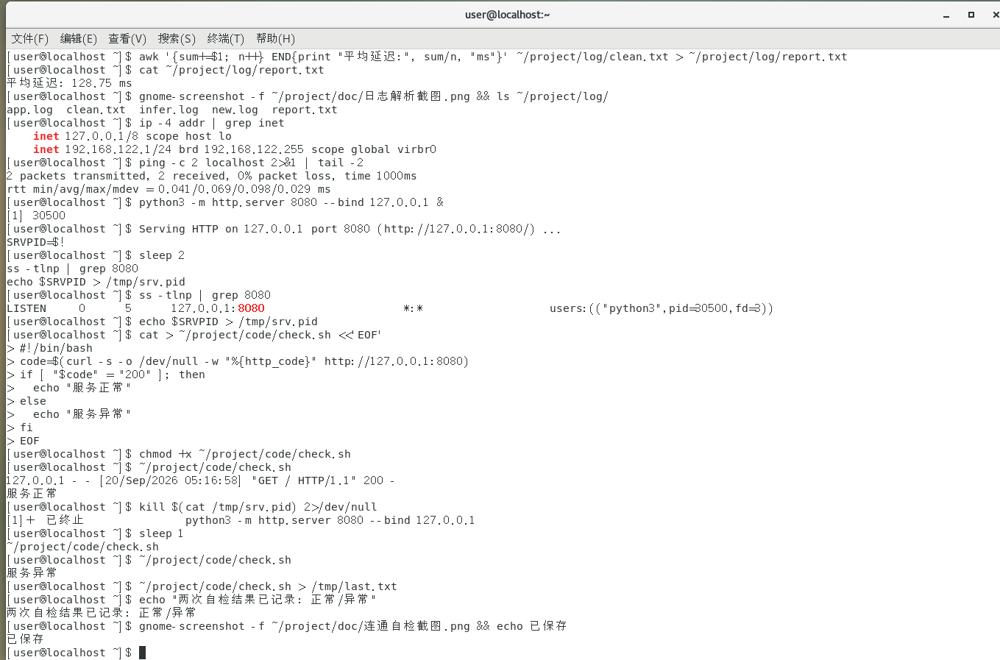 user@localhost:~
文件(F) 编辑(E) 查看(V) 搜索(S) 终端(T) 帮助(H)
[user@localhost ~]$ awk '{sum+=$1; n++} END{print "平均延迟:", sum/n, "ms"}' ~/project/log/clean.txt > ~/project/log/report.txt
[user@localhost ~]$ cat ~/project/log/report.txt
平均延迟: 128.75 ms
[user@localhost ~]$ gnome-screenshot -f ~/project/doc/日志解析截图.png && ls ~/project/log/
app.log  clean.txt  infer.log  new.log  report.txt
[user@localhost ~]$ ip -4 addr | grep inet
    inet 127.0.0.1/8 scope host lo
    inet 192.168.122.1/24 brd 192.168.122.255 scope global virbr0
[user@localhost ~]$ ping -c 2 localhost 2>&1 | tail -2
2 packets transmitted, 2 received, 0% packet loss, time 1000ms
rtt min/avg/max/mdev = 0.041/0.069/0.098/0.029 ms
[user@localhost ~]$ python3 -m http.server 8080 --bind 127.0.0.1 &
[1] 30500
[user@localhost ~]$ Serving HTTP on 127.0.0.1 port 8080 (http://127.0.0.1:8080/) ...
SRVPID=$!
[user@localhost ~]$ sleep 2
ss -tlnp | grep 8080
echo $SRVPID > /tmp/srv.pid
[user@localhost ~]$ ss -tlnp | grep 8080
LISTEN     0      5      127.0.0.1:8080                     *:*                   users:(("python3",pid=30500,fd=3))
[user@localhost ~]$ echo $SRVPID > /tmp/srv.pid
[user@localhost ~]$ cat > ~/project/code/check.sh <<'EOF'
> #!/bin/bash
> code=$(curl -s -o /dev/null -w "%{http_code}" http://127.0.0.1:8080)
> if [ "$code" = "200" ]; then
>   echo "服务正常"
> else
>   echo "服务异常"
> fi
> EOF
[user@localhost ~]$ chmod +x ~/project/code/check.sh
[user@localhost ~]$ ~/project/code/check.sh
127.0.0.1 - - [20/Sep/2026 05:16:58] "GET / HTTP/1.1" 200 -
服务正常
[user@localhost ~]$ kill $(cat /tmp/srv.pid) 2>/dev/null
[1]+  已终止               python3 -m http.server 8080 --bind 127.0.0.1
[user@localhost ~]$ sleep 1
~/project/code/check.sh
[user@localhost ~]$ ~/project/code/check.sh
服务异常
[user@localhost ~]$ ~/project/code/check.sh > /tmp/last.txt
[user@localhost ~]$ echo "两次自检结果已记录: 正常/异常"
两次自检结果已记录: 正常/异常
[user@localhost ~]$ gnome-screenshot -f ~/project/doc/连通自检截图.png && echo 已保存
已保存
[user@localhost ~]$